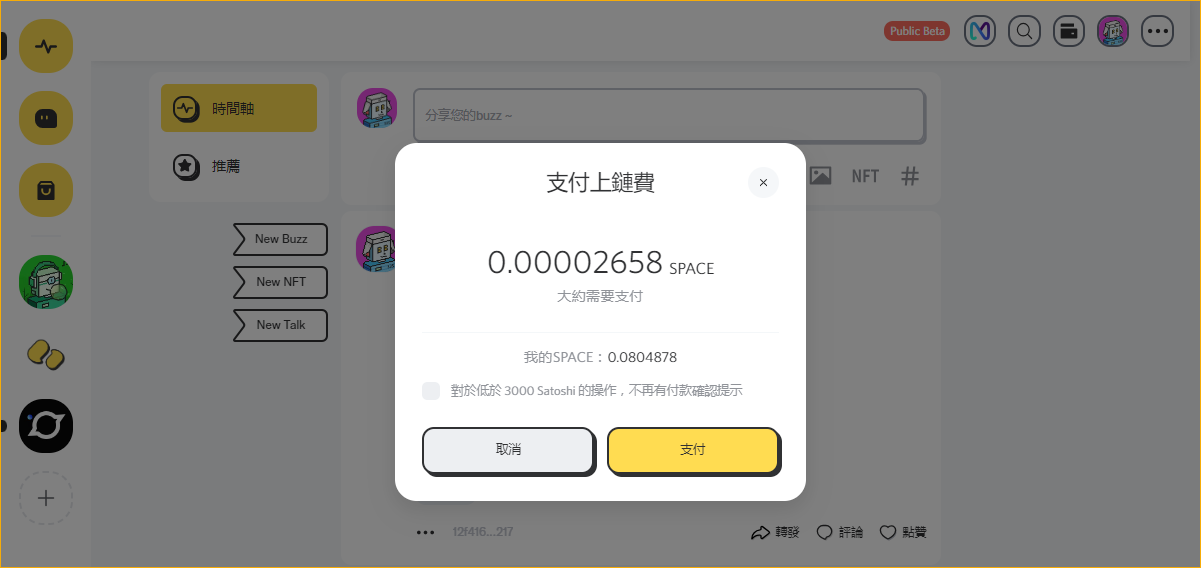 Public Beta
時間軸
推薦
分享您的buzz ~
NFT #
New Buzz
New NFT
New Talk
支付上鏈費
0.00002658 SPACE
大約需要支付
我的SPACE：0.0804878
對於低於 3000 Satoshi 的操作，不再有付款確認提示
取消
支付
12f416...217
轉發
評論
點贊